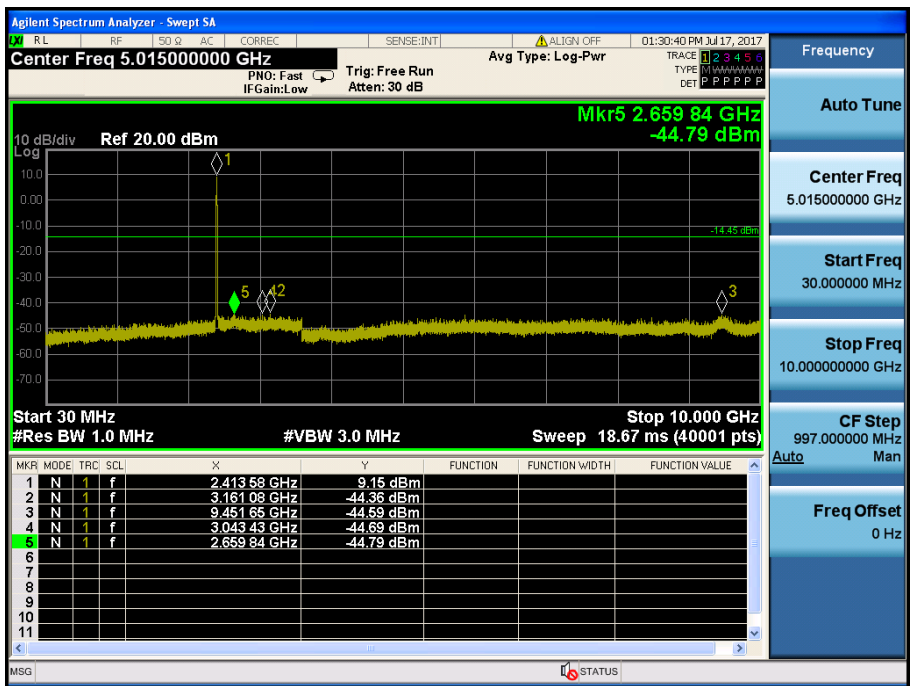 Agilent Spectrum Analyzer - Swept SA
LXI RL RF 50 Ω AC CORREC SENSE:INT ALIGN OFF 01:30:40 PM Jul 17, 2017
Center Freq 5.015000000 GHz
PNO: Fast
IFGain:Low
Trig: Free Run
Atten: 30 dB
Avg Type: Log-Pwr
TRACE 1 2 3 4 5 6
TYPE M WWWWW
DET P P P P P P
Mkr5 2.659 84 GHz
-44.79 dBm
10 dB/div Ref 20.00 dBm
Log
10.0
0.00
-10.0
-20.0
-30.0
-40.0
-50.0
-60.0
-70.0
-14.45 dBm
1
5
4 2
3
Start 30 MHz Stop 10.000 GHz
#Res BW 1.0 MHz #VBW 3.0 MHz Sweep 18.67 ms (40001 pts)
MKR MODE TRC SCL X Y FUNCTION FUNCTION WIDTH FUNCTION VALUE
1 N 1 f 2.413 58 GHz 9.15 dBm
2 N 1 f 3.161 08 GHz -44.36 dBm
3 N 1 f 9.451 65 GHz -44.59 dBm
4 N 1 f 3.043 43 GHz -44.69 dBm
5 N 1 f 2.659 84 GHz -44.79 dBm
6
7
8
9
10
11
MSG STATUS
Frequency
Auto Tune
Center Freq
5.015000000 GHz
Start Freq
30.000000 MHz
Stop Freq
10.000000000 GHz
CF Step
997.000000 MHz
Auto Man
Freq Offset
0 Hz